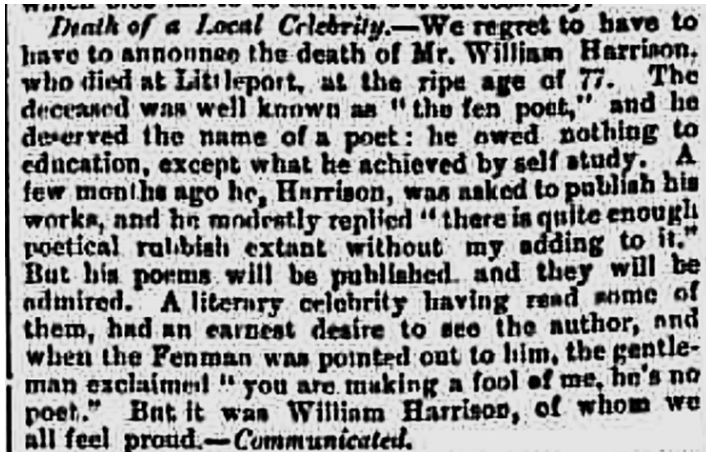 Death of a Local Celebrity.—We regret to have to
have to announce the death of Mr. William Harrison,
who died at Littleport, at the ripe age of 77. The
deceased was well known as "the fen poet," and he
deserved the name of a poet: he owed nothing to
education, except what he achieved by self study. A
few months ago he, Harrison, was asked to publish his
works, and he modestly replied "there is quite enough
poetical rubbish extant without my adding to it."
But his poems will be published and they will be
admired. A literary celebrity having read some of
them, had an earnest desire to see the author, and
when the Fenman was pointed out to him, the gentle-
man exclaimed "you are making a fool of me, he's no
poet." But it was William Harrison, of whom we
all feel proud.—Communicated.